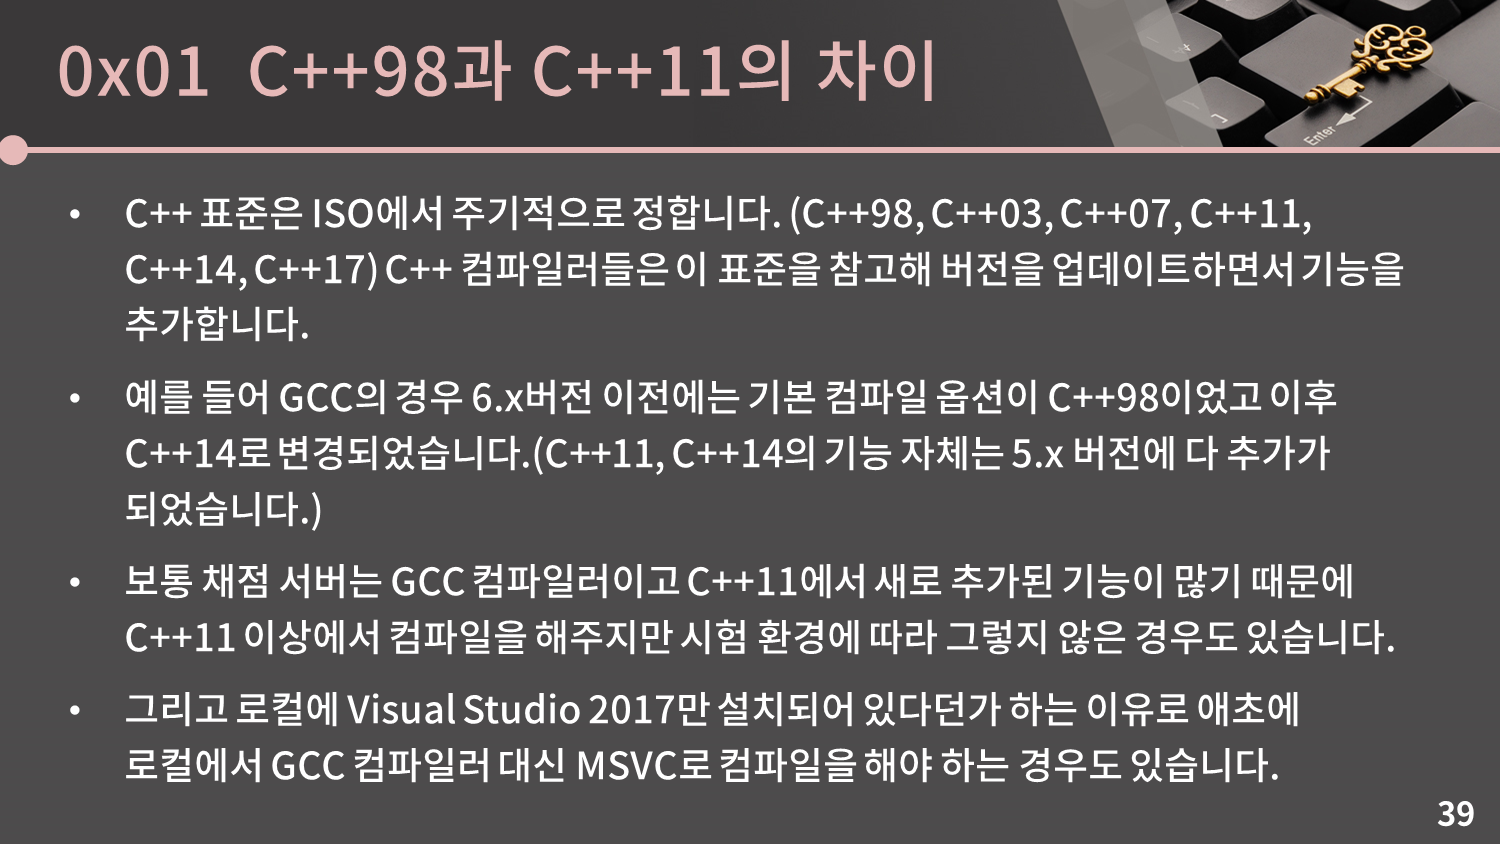 0x01 C++98과 C++11의 차이
Enter
• C++ 표준은 ISO에서 주기적으로 정합니다. (C++98, C++03, C++07, C++11,
C++14, C++17) C++ 컴파일러들은 이 표준을 참고해 버전을 업데이트하면서 기능을
추가합니다.
• 예를 들어 GCC의 경우 6.x버전 이전에는 기본 컴파일 옵션이 C++98이었고 이후
C++14로 변경되었습니다.(C++11, C++14의 기능 자체는 5.x 버전에 다 추가가
되었습니다.)
• 보통 채점 서버는 GCC 컴파일러이고 C++11에서 새로 추가된 기능이 많기 때문에
C++11 이상에서 컴파일을 해주지만 시험 환경에 따라 그렇지 않은 경우도 있습니다.
• 그리고 로컬에 Visual Studio 2017만 설치되어 있다던가 하는 이유로 애초에
로컬에서 GCC 컴파일러 대신 MSVC로 컴파일을 해야 하는 경우도 있습니다.
39